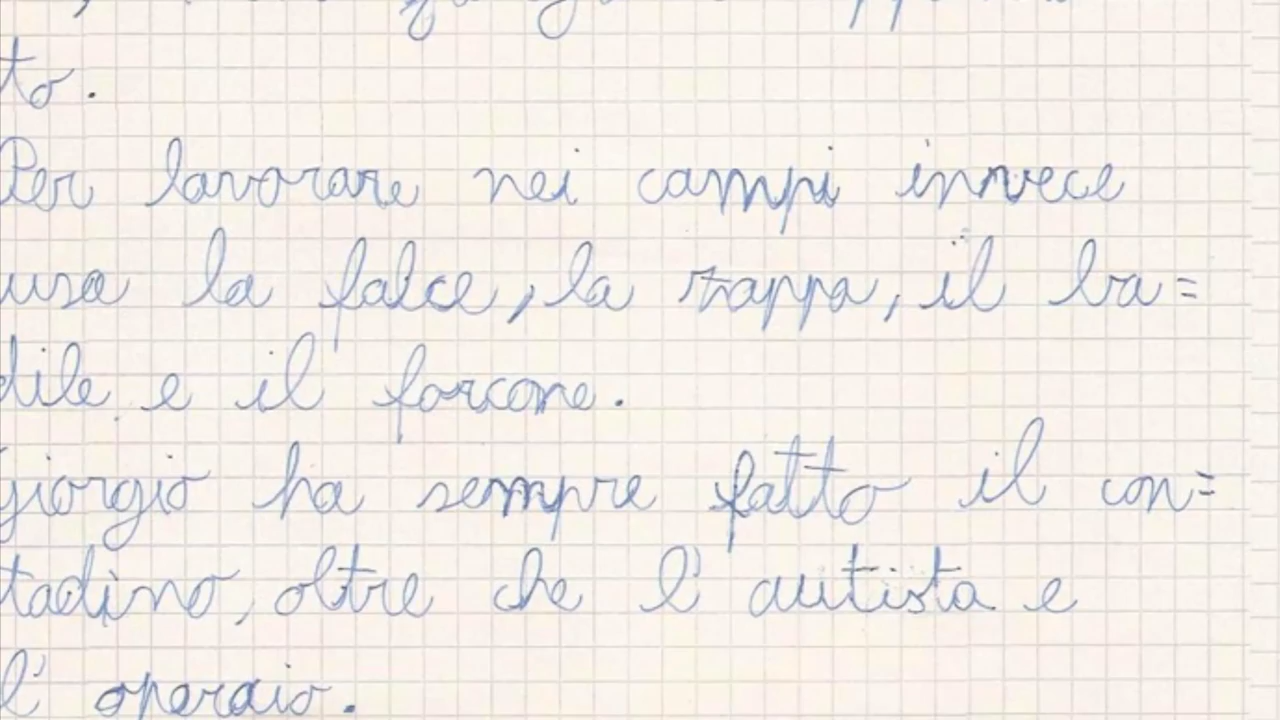 to.
Per lavorare nei campi invece
usa la falce, la zappa, il ba=
dile e il forcone.
giorgio ha sempre fatto il con=
tadino, oltre che l'autista e
l'operaio.